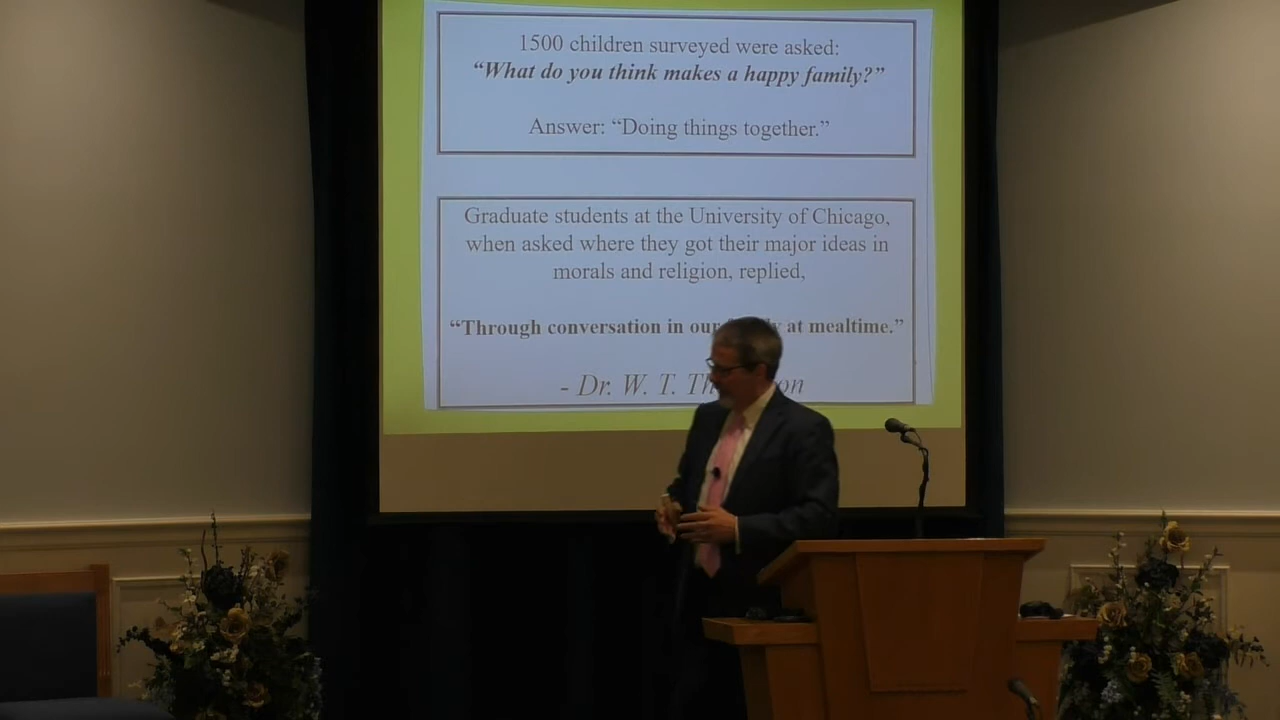 1500 children surveyed were asked:
“What do you think makes a happy family?”
Answer: “Doing things together.”
Graduate students at the University of Chicago,
when asked where they got their major ideas in
morals and religion, replied,
“Through conversation in our at mealtime.”
- Dr. W. T.